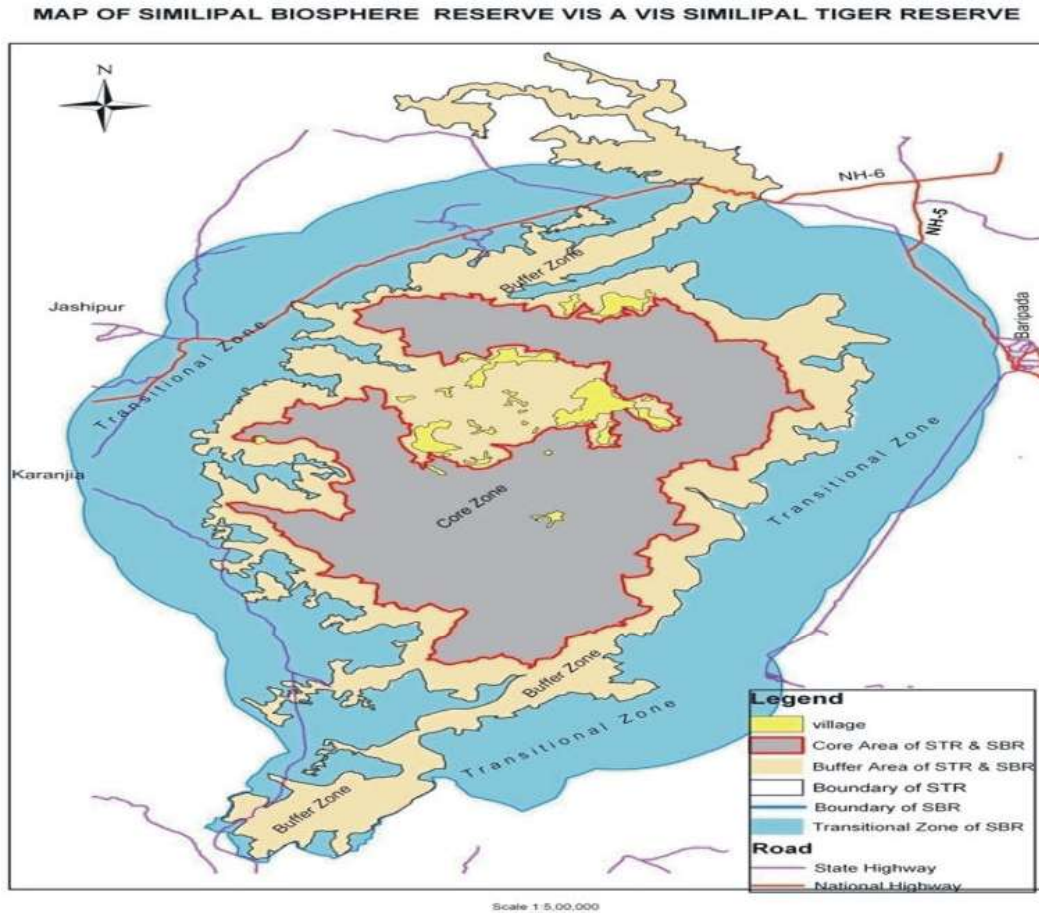 MAP OF SIMILIPAL BIOSPHERE RESERVE VIS A VIS SIMILIPAL TIGER RESERVE
N
NH-6
NH-5
Buffer Zone
Jashipur
Baripada
Transitional Zone
Transitional Zone
Karanjia
Core Zone
Buffer Zone
Transitional Zone
Buffer Zone
Legend
village
Core Area of STR & SBR
Buffer Area of STR & SBR
Boundary of STR
Boundary of SBR
Transitional Zone of SBR
Road
State Highway
National Highway
Scale 1:5,00,000